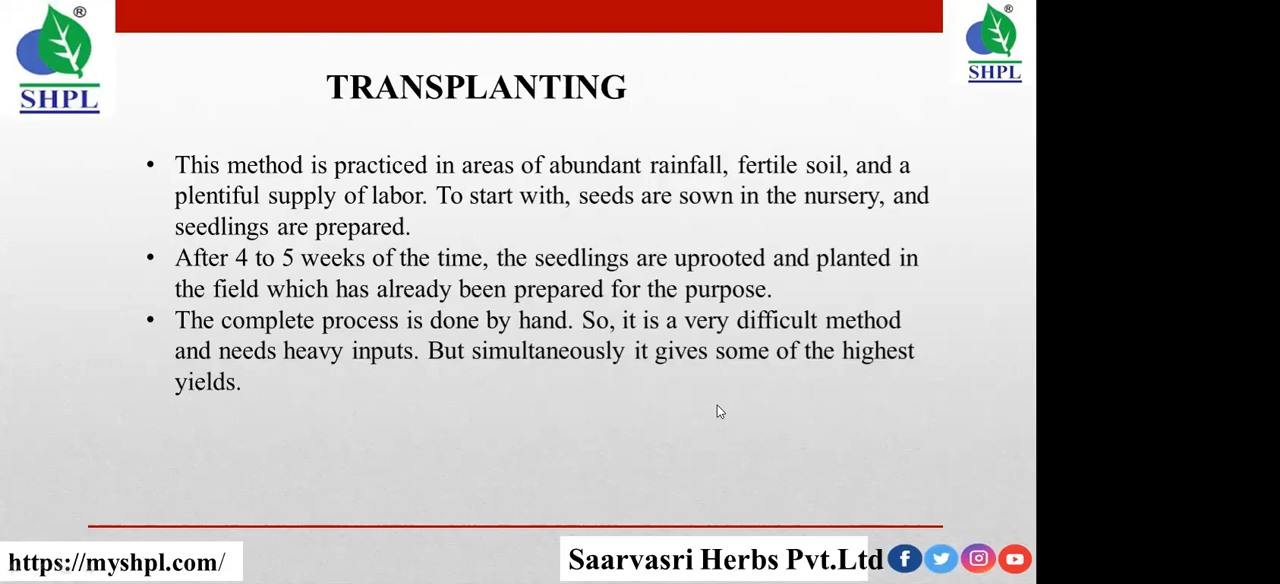 ®
SHPL
®
SHPL
TRANSPLANTING
• This method is practiced in areas of abundant rainfall, fertile soil, and a
plentiful supply of labor. To start with, seeds are sown in the nursery, and
seedlings are prepared.
• After 4 to 5 weeks of the time, the seedlings are uprooted and planted in
the field which has already been prepared for the purpose.
• The complete process is done by hand. So, it is a very difficult method
and needs heavy inputs. But simultaneously it gives some of the highest
yields.
https://myshpl.com/
Saarvasri Herbs Pvt.Ltd